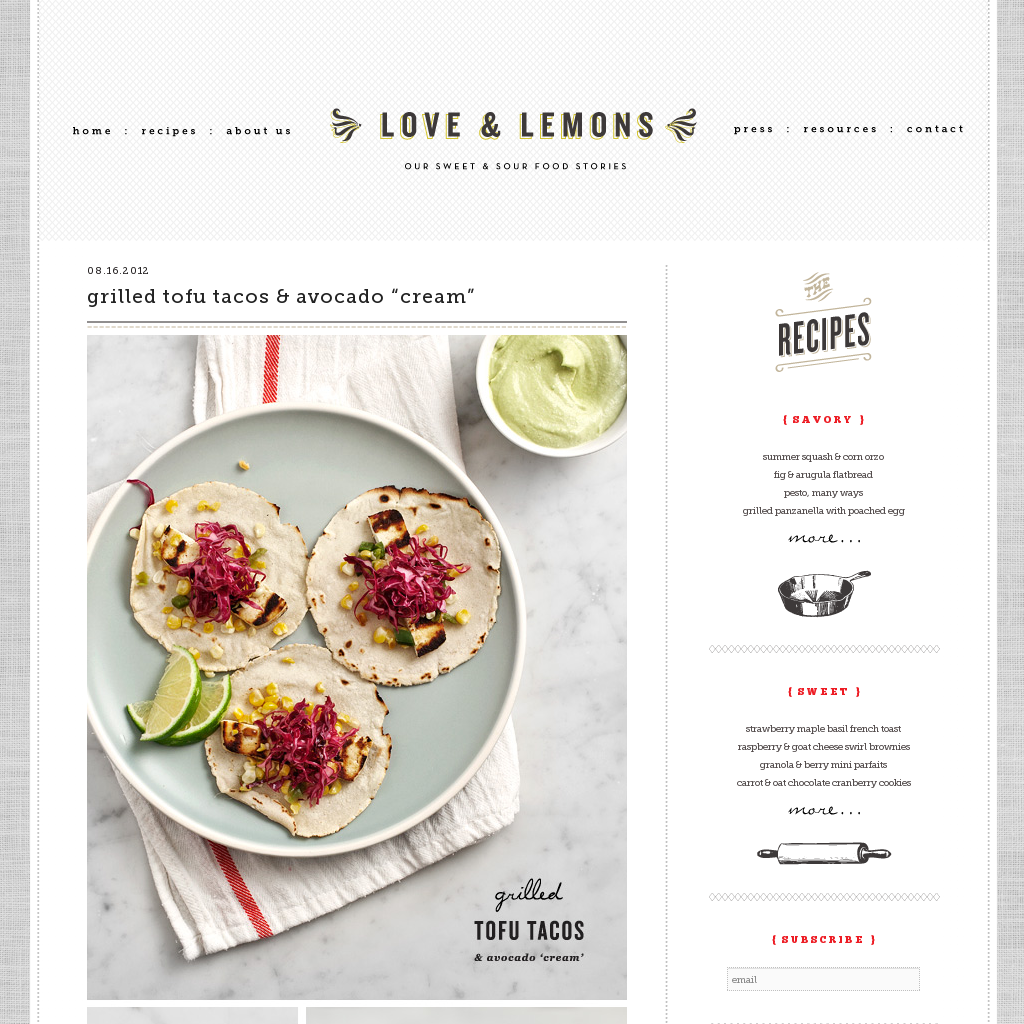 home : recipes : about us
LOVE & LEMONS
OUR SWEET & SOUR FOOD STORIES
press : resources : contact
08.16.2012
grilled tofu tacos & avocado “cream”
grilled
TOFU TACOS
& avocado ‘cream’
THE
RECIPES
{ SAVORY }
summer squash & corn orzo
fig & arugula flatbread
pesto, many ways
grilled panzanella with poached egg
more...
{ SWEET }
strawberry maple basil french toast
raspberry & goat cheese swirl brownies
granola & berry mini parfaits
carrot & oat chocolate cranberry cookies
more...
{ SUBSCRIBE }
email